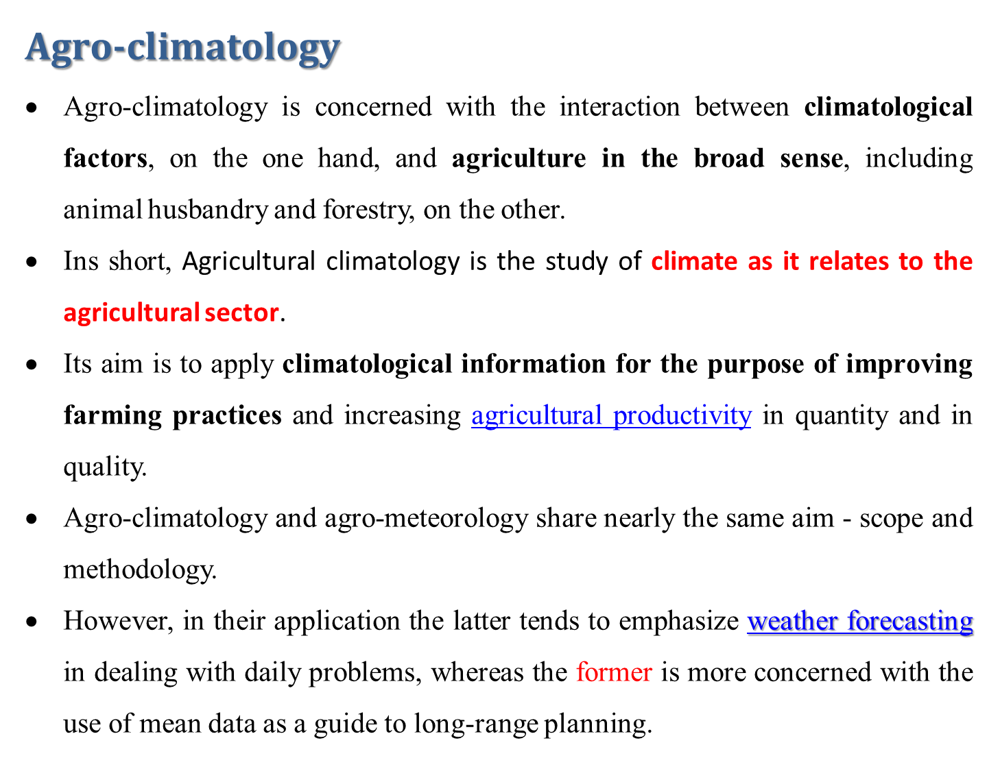 Agro-climatology
• Agro-climatology is concerned with the interaction between climatological
factors, on the one hand, and agriculture in the broad sense, including
animal husbandry and forestry, on the other.
• Ins short, Agricultural climatology is the study of climate as it relates to the
agricultural sector.
• Its aim is to apply climatological information for the purpose of improving
farming practices and increasing agricultural productivity in quantity and in
quality.
• Agro-climatology and agro-meteorology share nearly the same aim - scope and
methodology.
• However, in their application the latter tends to emphasize weather forecasting
in dealing with daily problems, whereas the former is more concerned with the
use of mean data as a guide to long-range planning.